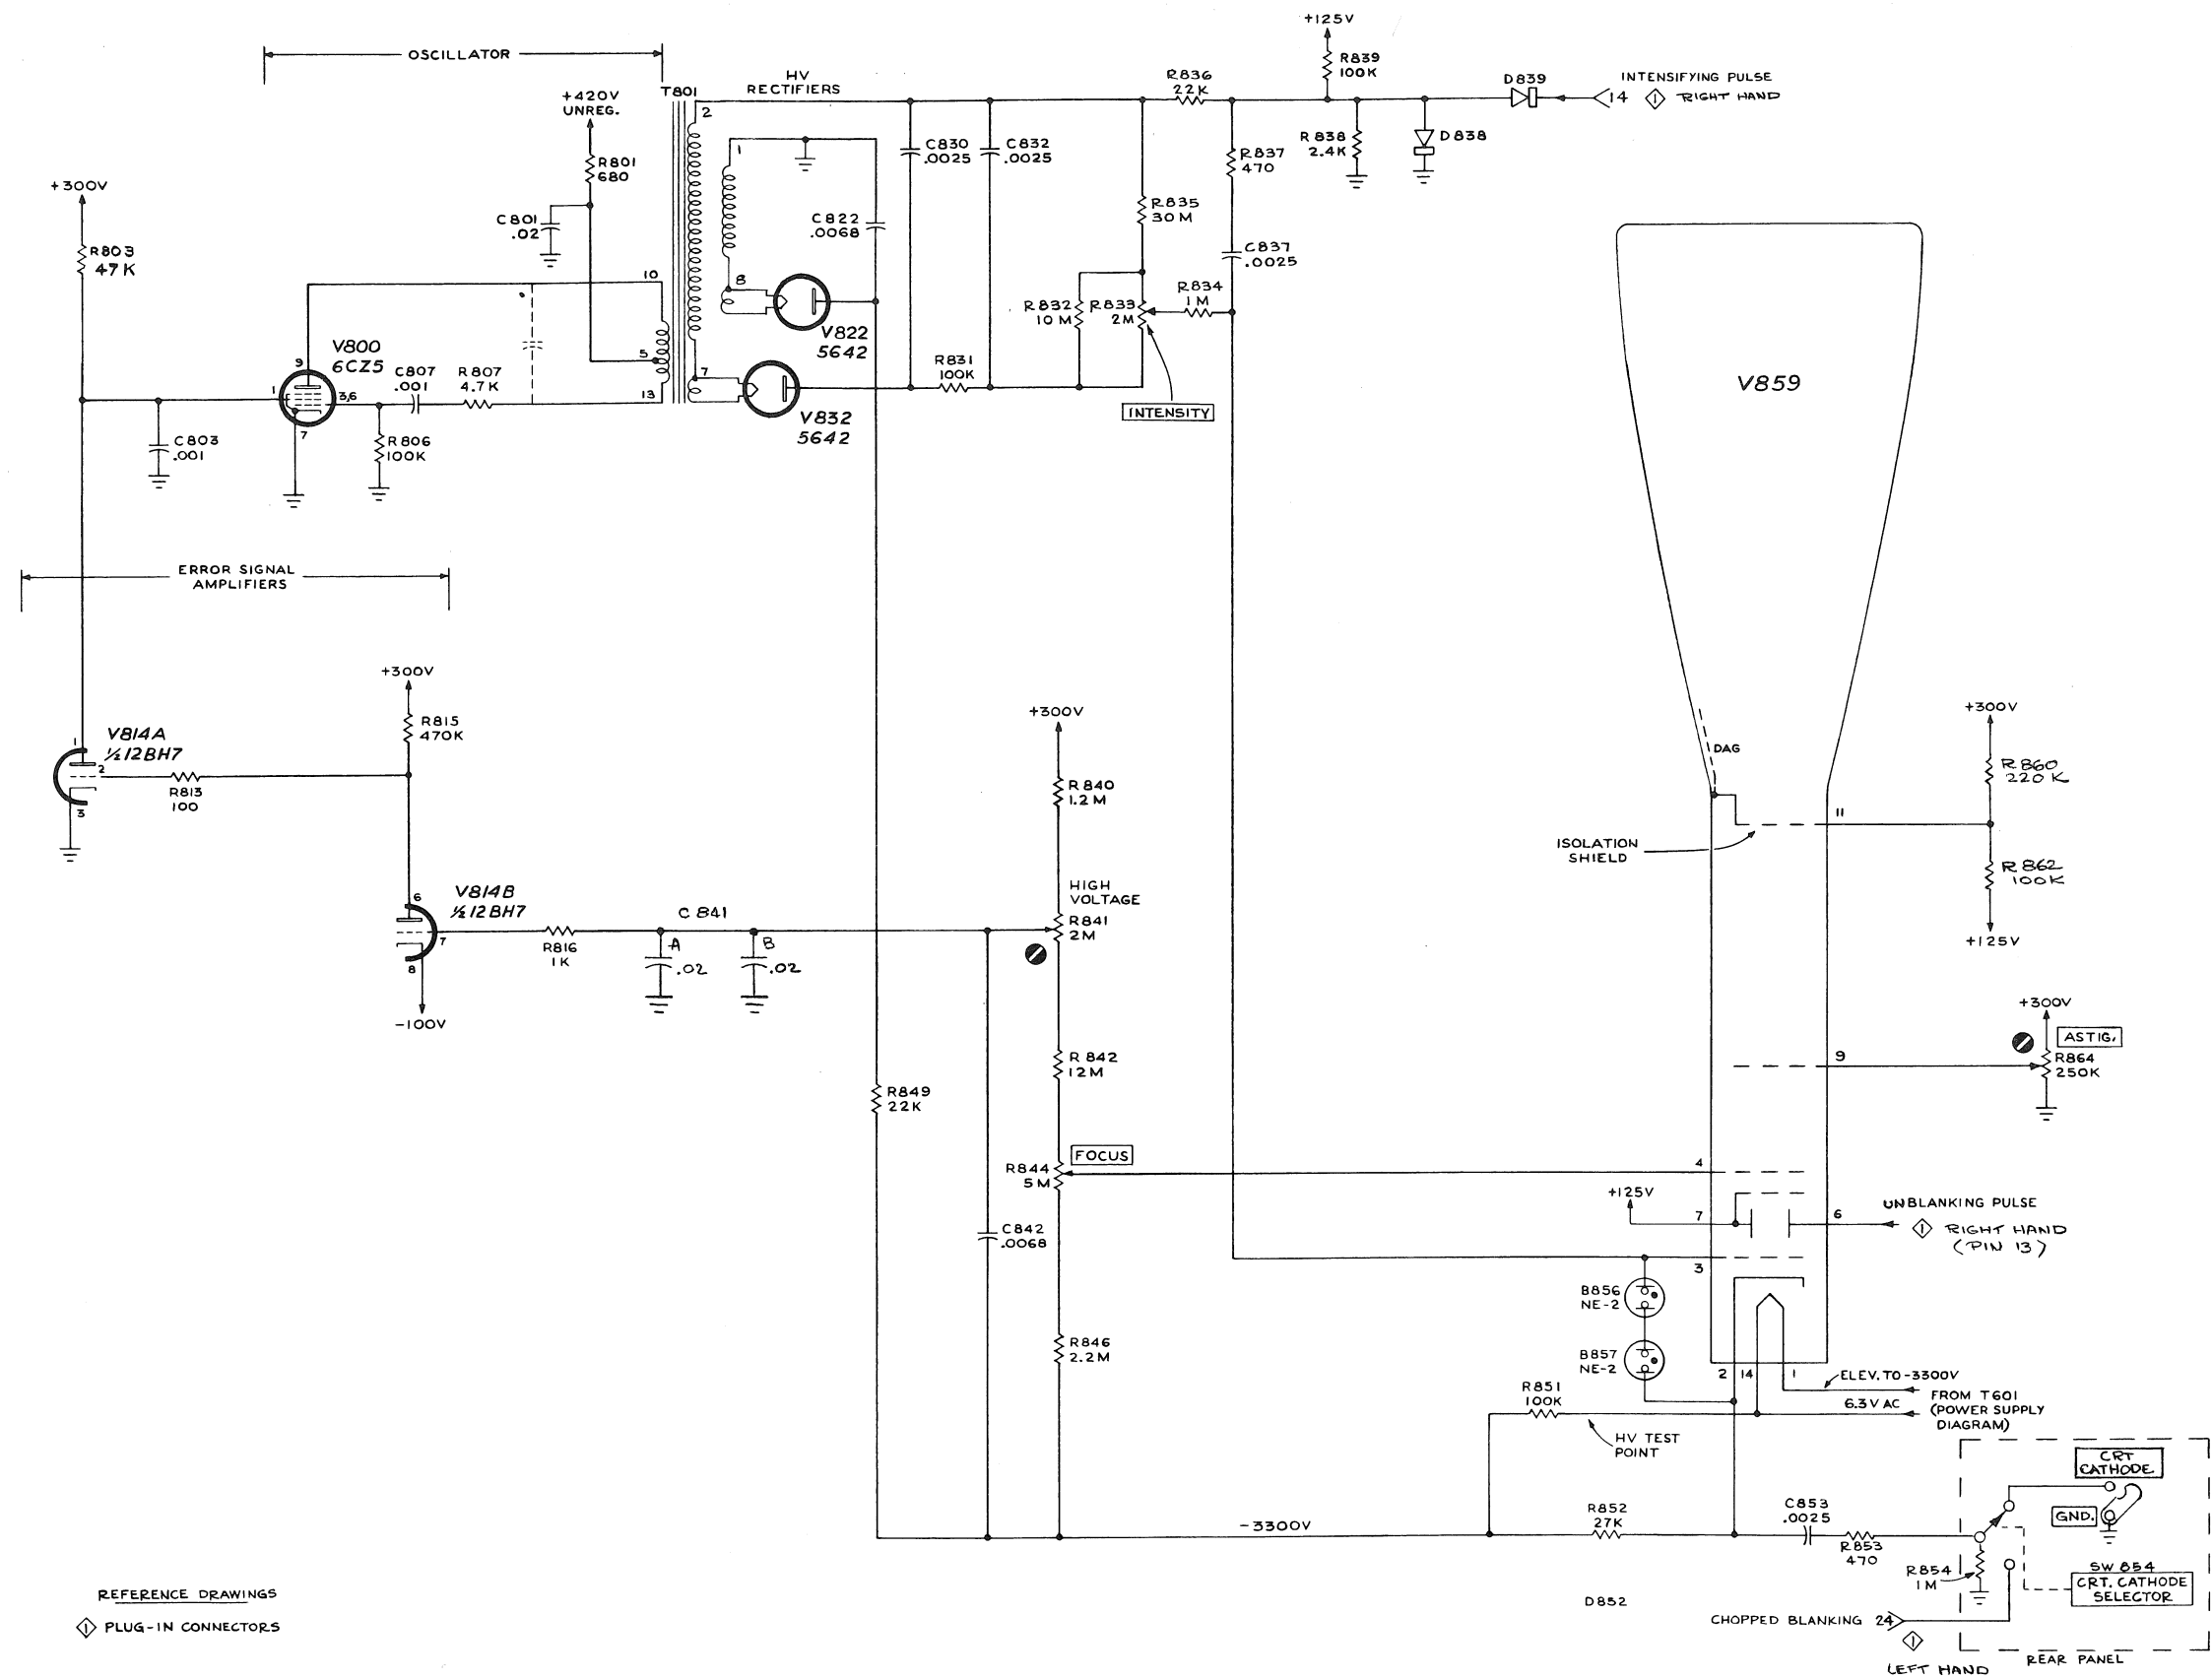 OSCILLATOR
+420V
UNREG.
T801
HV
RECTIFIERS
+125V
R839
100K
R836
22K
D839
INTENSIFYING PULSE
14 1 RIGHT HAND
2
1
R801
680
C830
.0025
C832
.0025
R837
470
R838
2.4K
D838
+300V
R803
47K
C801
.02
C822
.0068
R835
30M
C837
.0025
10
8
R832
10M
R833
2M
R834
1M
V800
6CZ5
9
1
3,6
7
C807
.001
R807
4.7K
5
13
7
V822
5642
R831
100K
V832
5642
INTENSITY
V859
C803
.001
R806
100K
ERROR SIGNAL
AMPLIFIERS
+300V
R815
470K
V814A
½ 12BH7
1
2
3
R813
100
+300V
R840
1.2M
DAG
+300V
R860
220K
11
ISOLATION
SHIELD
R862
100K
+125V
V814B
½ 12BH7
6
7
8
-100V
R816
1K
C841
A
.02
B
.02
HIGH
VOLTAGE
R841
2M
+300V
ASTIG.
R864
250K
9
R842
12M
R849
22K
FOCUS
R844
5M
4
+125V
7
6
UNBLANKING PULSE
1 RIGHT HAND
(PIN 13)
C842
.0068
3
B856
NE-2
B857
NE-2
R846
2.2M
2
14
1
ELEV. TO -3300V
6.3V AC
FROM T601
(POWER SUPPLY
DIAGRAM)
R851
100K
HV TEST
POINT
CRT
CATHODE
GND.
-3300V
R852
27K
C853
.0025
R853
470
R854
1M
SW 854
CRT. CATHODE
SELECTOR
D852
CHOPPED BLANKING 24
1
LEFT HAND
REAR PANEL
REFERENCE DRAWINGS
1 PLUG-IN CONNECTORS